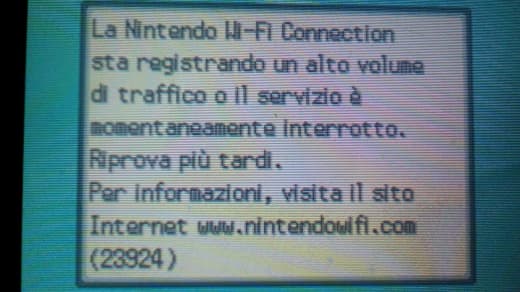 La Nintendo Wi-Fi Connection
sta registrando un alto volume
di traffico o il servizio è
momentaneamente interrotto.
Riprova più tardi.
Per informazioni, visita il sito
Internet www.nintendowifi.com
(23924)